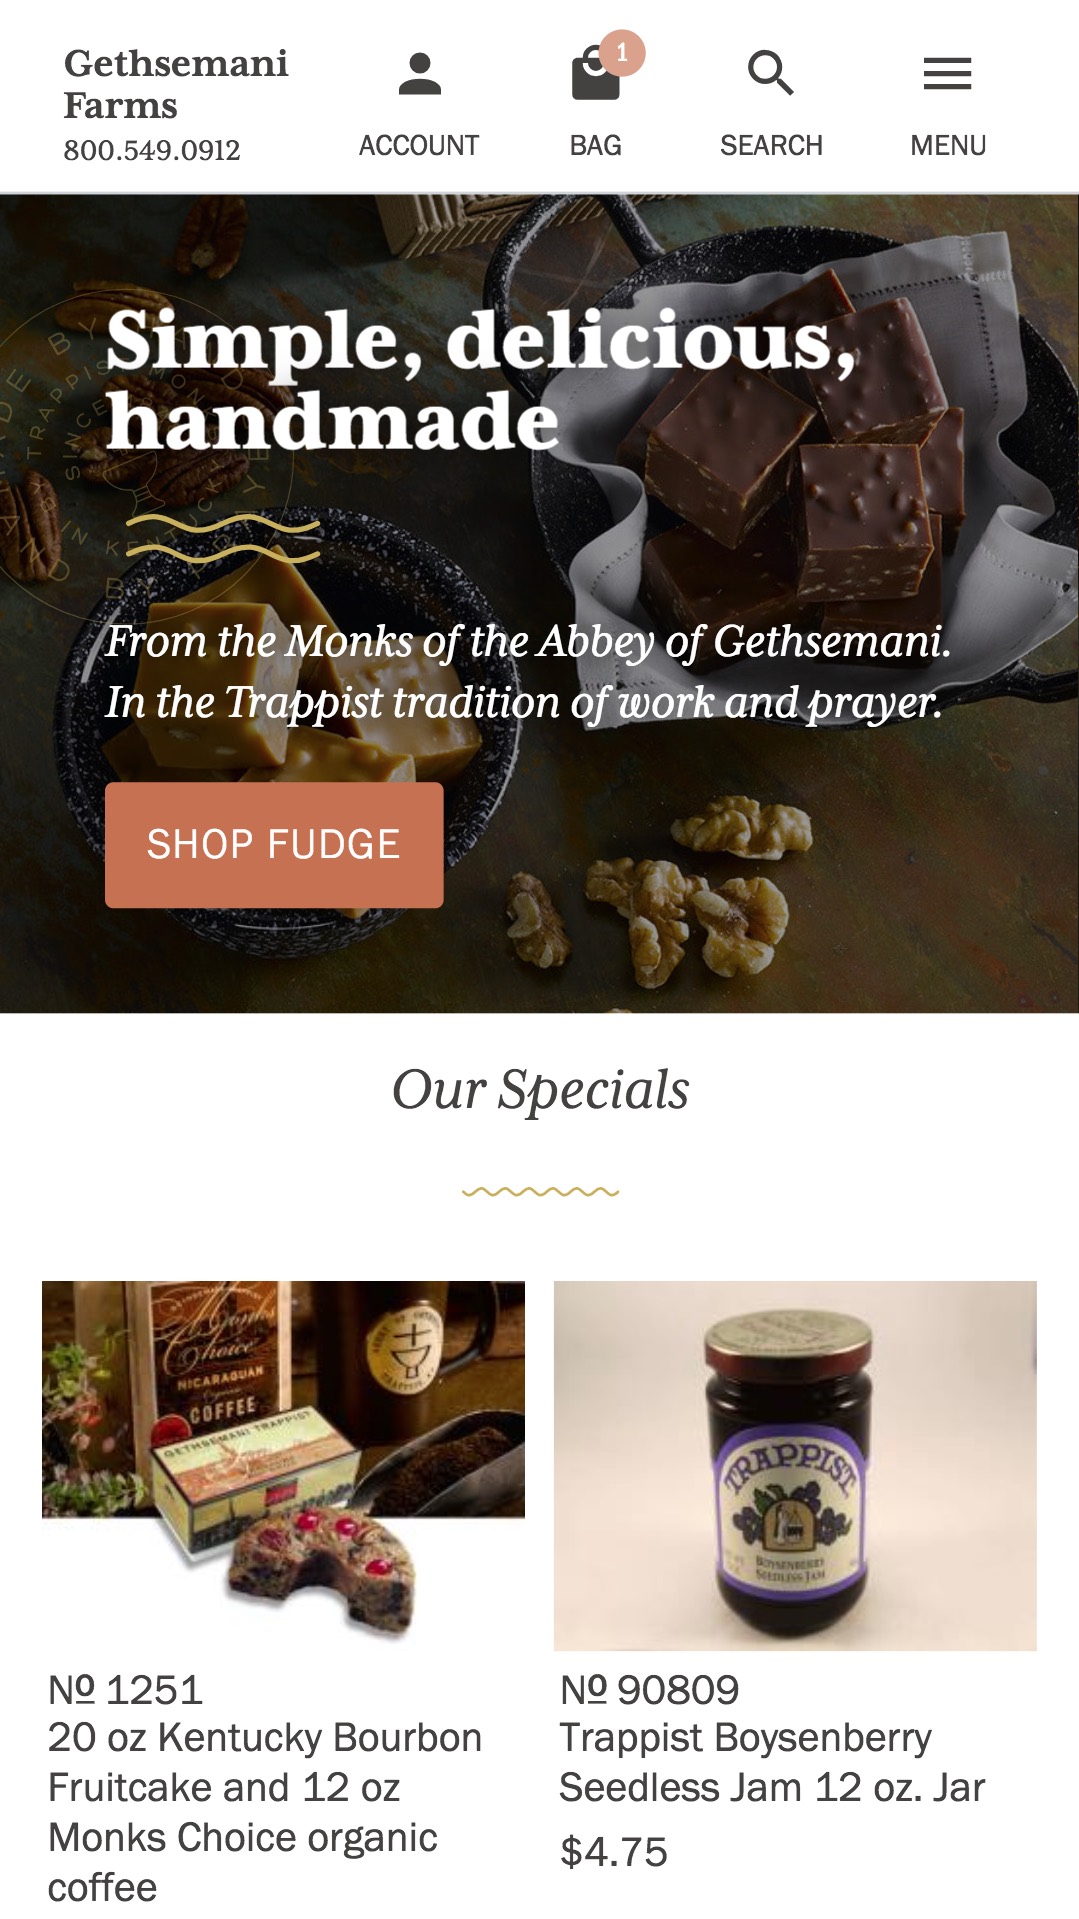 Gethsemani
Farms
800.549.0912
ACCOUNT
1
BAG
SEARCH
MENU
Simple, delicious,
handmade
From the Monks of the Abbey of Gethsemani.
In the Trappist tradition of work and prayer.
SHOP FUDGE
Our Specials
Monks
Choice
NICARAGUAN
Organic
COFFEE
GETHSEMANI TRAPPIST
TRAPPIST
BOYSENBERRY
SEEDLESS JAM
Nº 1251
20 oz Kentucky Bourbon
Fruitcake and 12 oz
Monks Choice organic
coffee
Nº 90809
Trappist Boysenberry
Seedless Jam 12 oz. Jar
$4.75